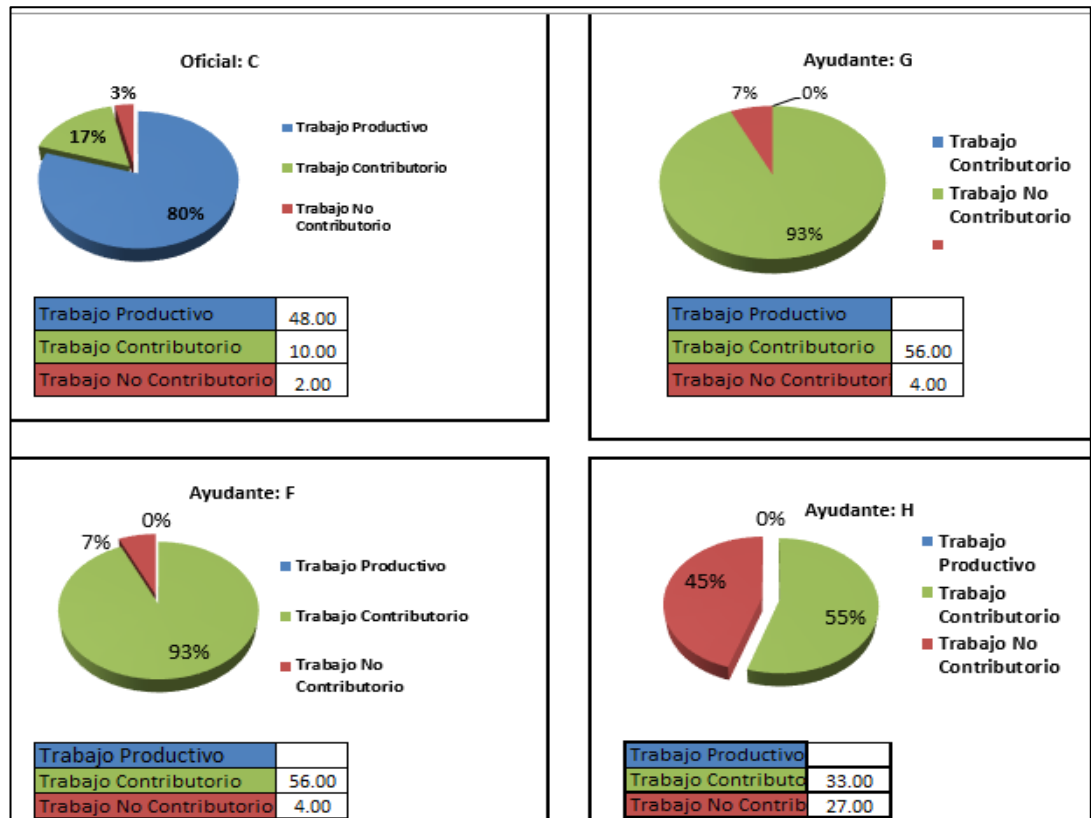 Oficial: C
3%
17%
80%
Trabajo Productivo
Trabajo Contributorio
Trabajo No
Contributorio
Trabajo Productivo 48.00
Trabajo Contributorio 10.00
Trabajo No Contributorio 2.00
Ayudante: G
7% 0%
93%
Trabajo
Contributorio
Trabajo No
Contributorio
Trabajo Productivo
Trabajo Contributorio 56.00
Trabajo No Contributori 4.00
Ayudante: F
0%
7%
93%
Trabajo Productivo
Trabajo Contributorio
Trabajo No
Contributorio
Trabajo Productivo
Trabajo Contributorio 56.00
Trabajo No Contributorio 4.00
Ayudante: H
0%
45%
55%
Trabajo
Productivo
Trabajo
Contributorio
Trabajo No
Contributorio
Trabajo Productivo
Trabajo Contributo 33.00
Trabajo No Contrib 27.00